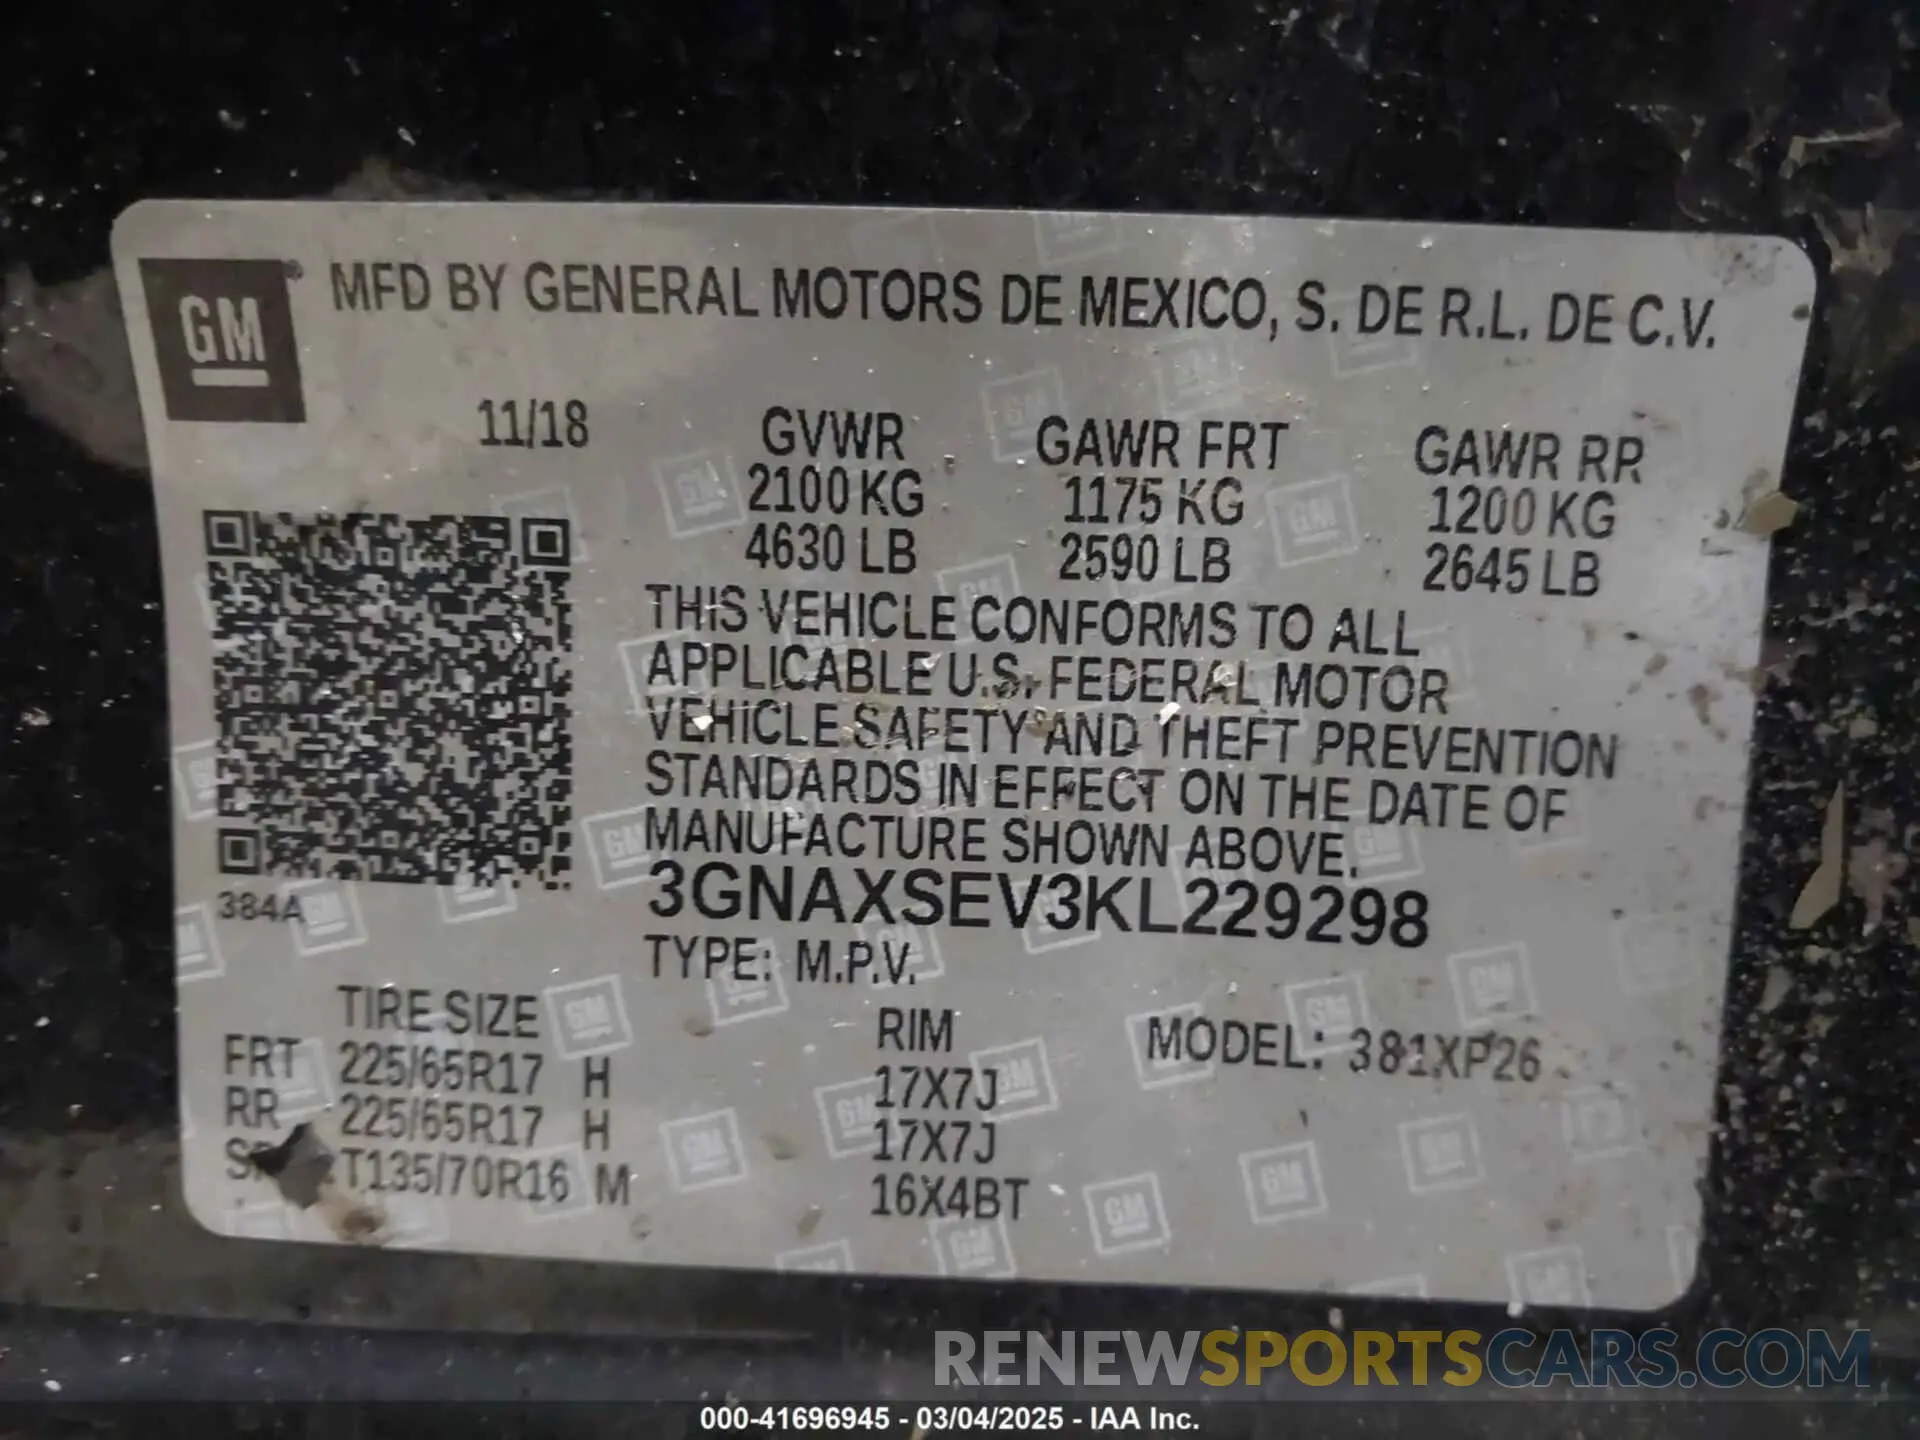 GM® MFD BY GENERAL MOTORS DE MEXICO, S. DE R.L. DE C.V.
11/18 GVWR GAWR FRT GAWR RR
2100 KG 1175 KG 1200 KG
4630 LB 2590 LB 2645 LB
THIS VEHICLE CONFORMS TO ALL
APPLICABLE U.S. FEDERAL MOTOR
VEHICLE SAFETY AND THEFT PREVENTION
STANDARDS IN EFFECT ON THE DATE OF
MANUFACTURE SHOWN ABOVE.
384A 3GNAXSEV3KL229298
TYPE: M.P.V.
TIRE SIZE RIM MODEL: 381XP26
FRT 225/65R17 H 17X7J
RR 225/65R17 H 17X7J
T135/70R16 M 16X4BT
RENEWSPORTSCARS.COM
000-41696945 - 03/04/2025 - IAA Inc.